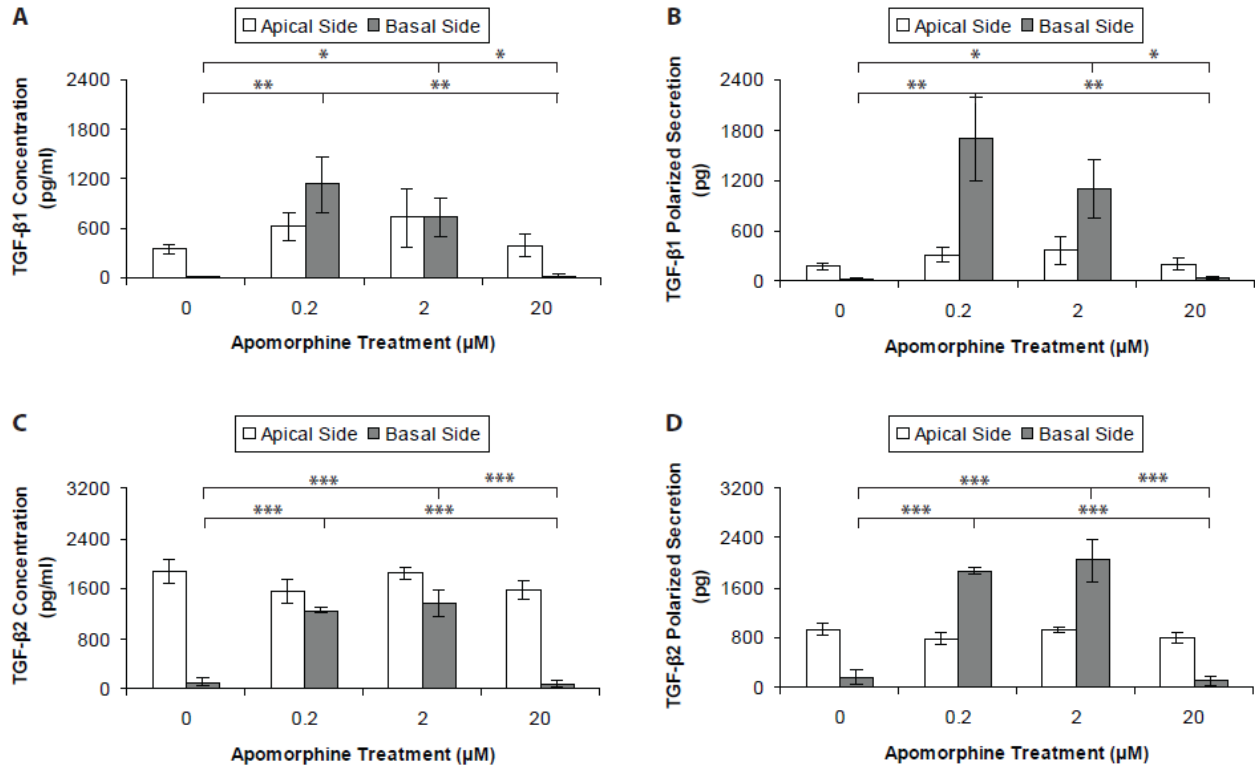 A
Apical Side Basal Side
* *
** **
TGF-β1 Concentration
(pg/ml)
2400
1800
1200
600
0
0 0.2 2 20
Apomorphine Treatment (µM)
B
Apical Side Basal Side
* *
** **
TGF-β1 Polarized Secretion
(pg)
2400
1800
1200
600
0
0 0.2 2 20
Apomorphine Treatment (µM)
C
Apical Side Basal Side
*** ***
*** ***
TGF-β2 Concentration
(pg/ml)
3200
2400
1600
800
0
0 0.2 2 20
Apomorphine Treatment (µM)
D
Apical Side Basal Side
*** ***
*** ***
TGF-β2 Polarized Secretion
(pg)
3200
2400
1600
800
0
0 0.2 2 20
Apomorphine Treatment (µM)